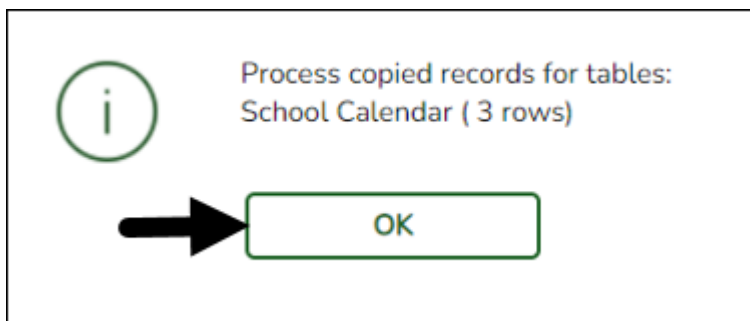 Process copied records for tables:
School Calendar ( 3 rows)
OK